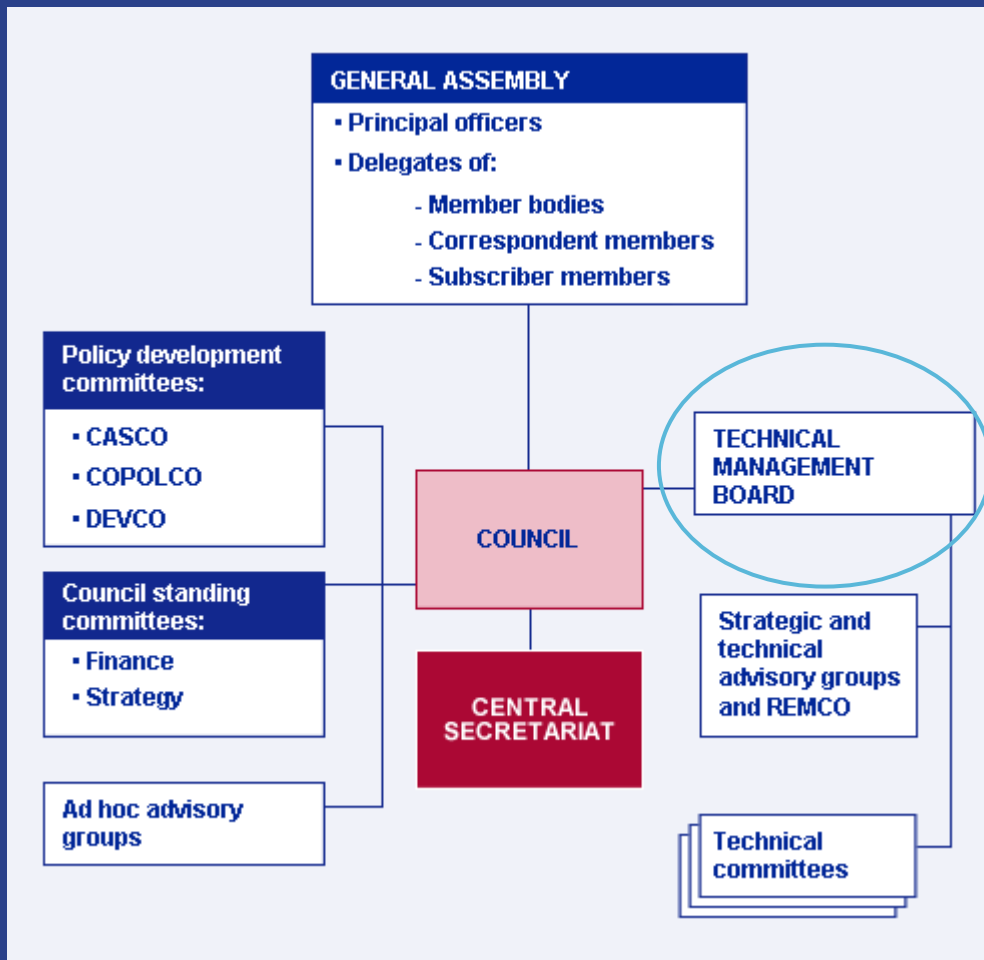 GENERAL ASSEMBLY
▪ Principal officers
▪ Delegates of:
- Member bodies
- Correspondent members
- Subscriber members
Policy development
committees:
▪ CASCO
▪ COPOLCO
▪ DEVCO
Council standing
committees:
▪ Finance
▪ Strategy
Ad hoc advisory
groups
COUNCIL
CENTRAL
SECRETARIAT
TECHNICAL
MANAGEMENT
BOARD
Strategic and
technical
advisory groups
and REMCO
Technical
committees